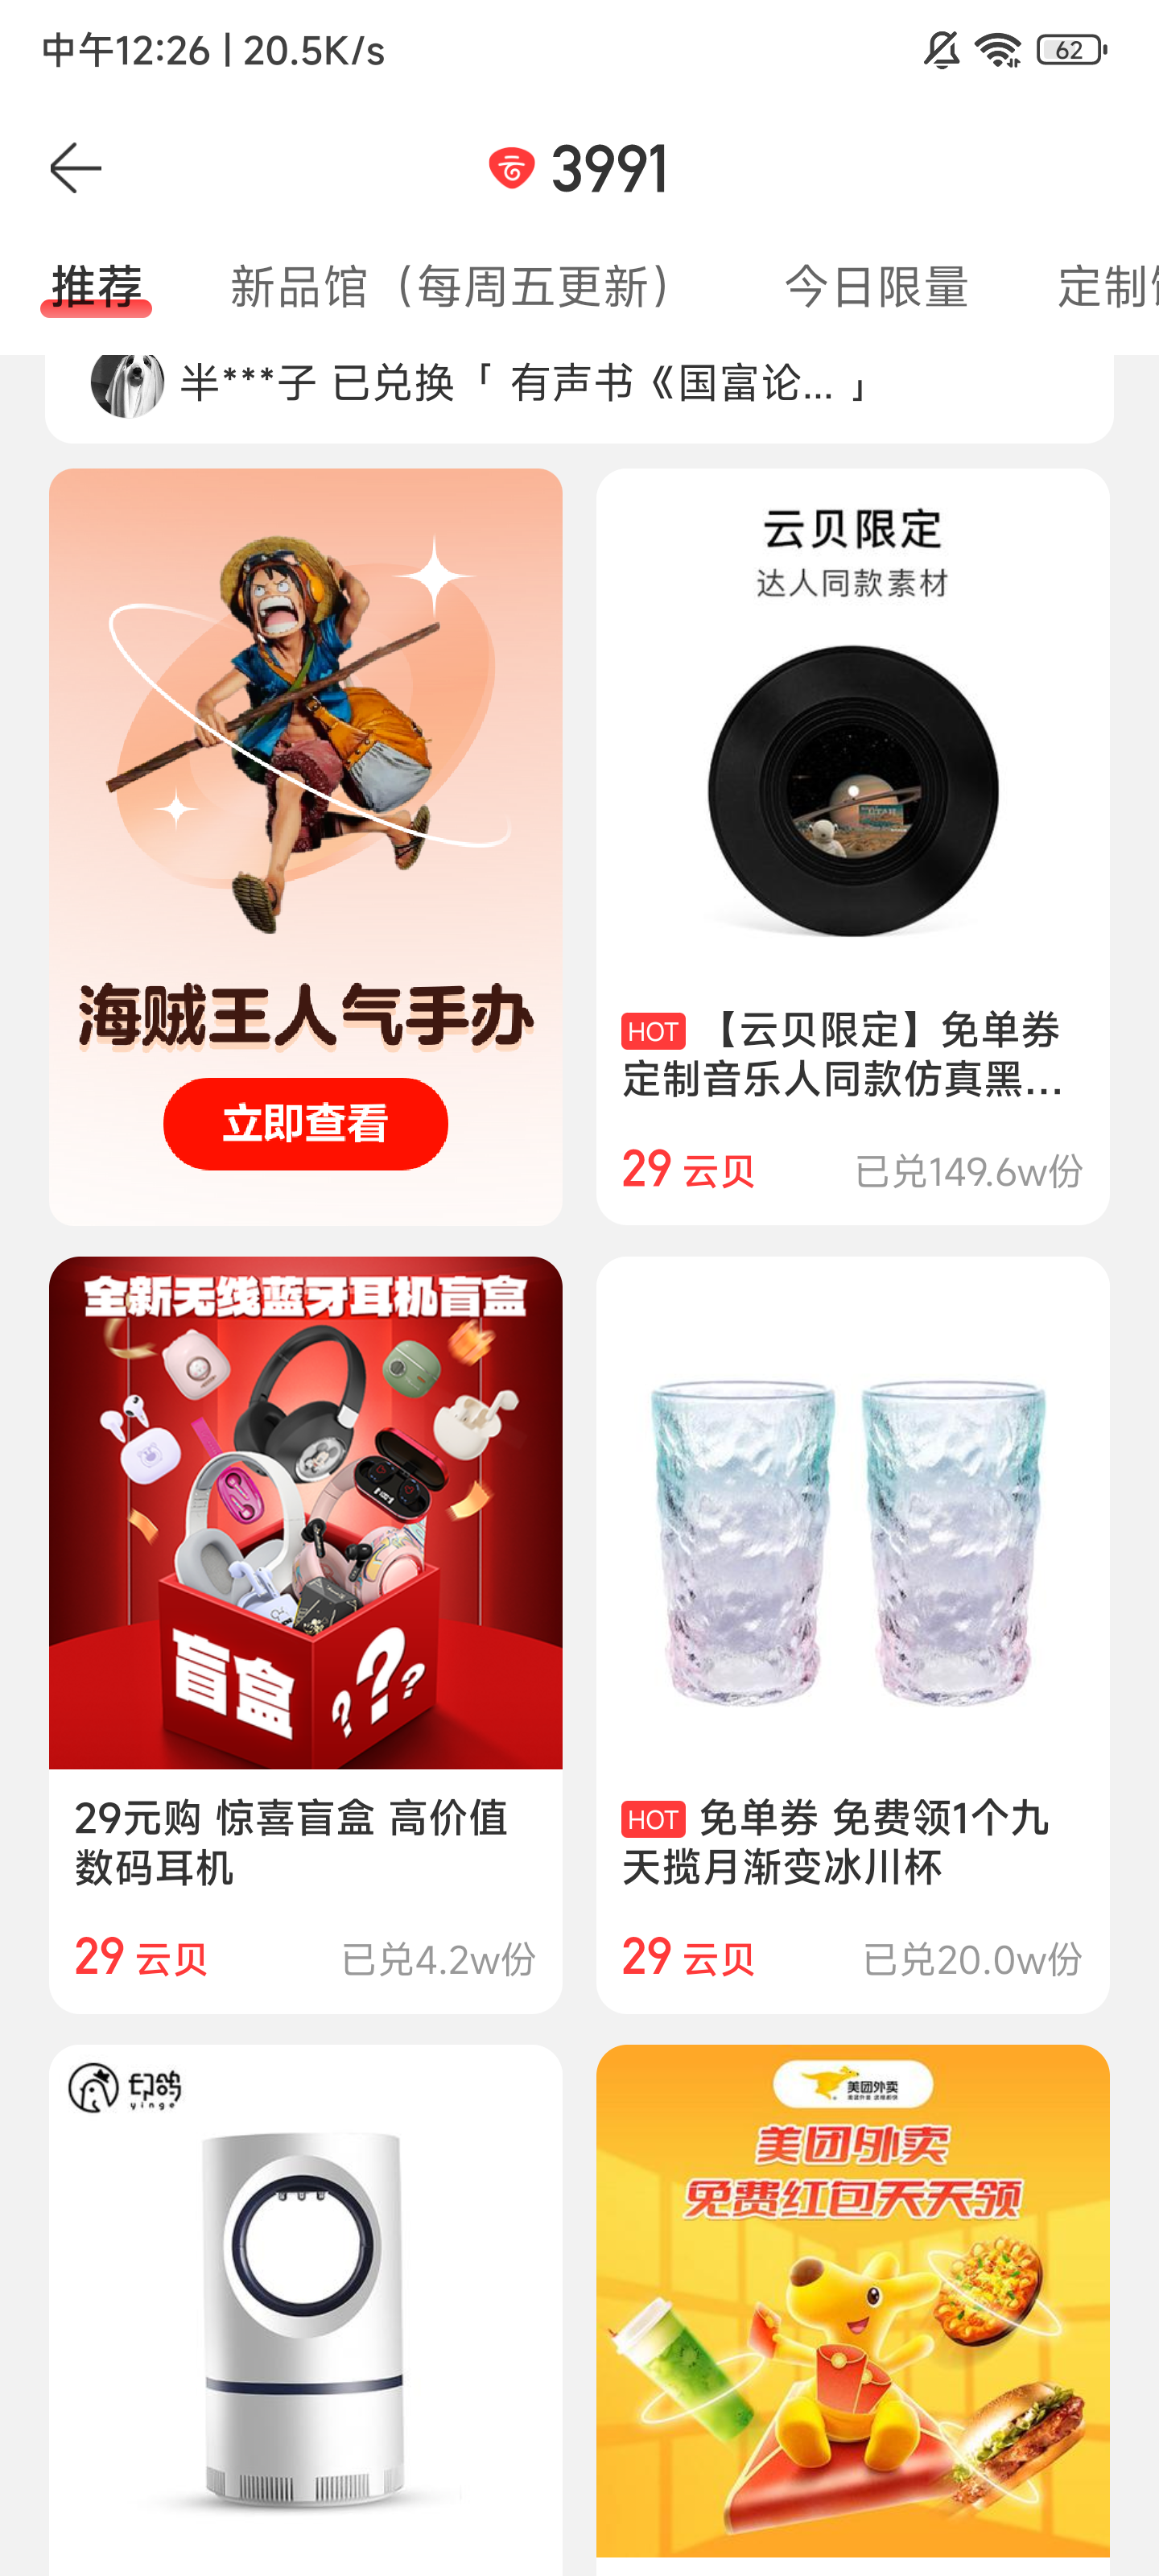 中午12:26 | 20.5K/s
62
云 3991
推荐
新品馆（每周五更新）
今日限量
定制
半***子 已兑换「 有声书《国富论... 」
海贼王人气手办
立即查看
云贝限定
达人同款素材
HOT 【云贝限定】免单券
定制音乐人同款仿真黑...
29 云贝
已兑149.6w份
全新无线蓝牙耳机盲盒
盲盒
???
29元购 惊喜盲盒 高价值
数码耳机
29 云贝
已兑4.2w份
HOT 免单券 免费领1个九
天揽月渐变冰川杯
29 云贝
已兑20.0w份
印鸽
yinge
美团外卖
美团外卖
免费红包天天领